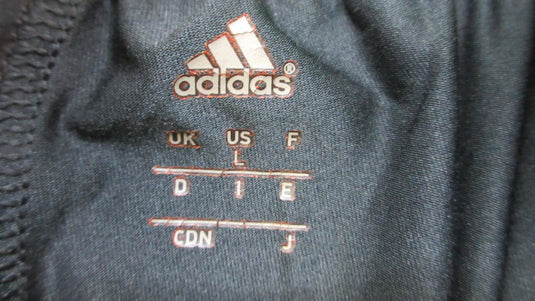 adidas®
UK US F
L
D I E
CDN J